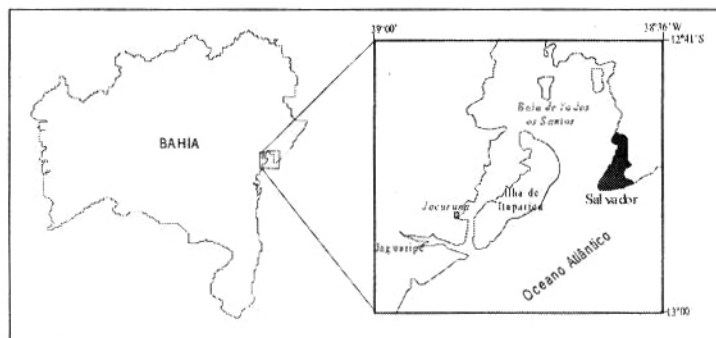 39°00'
38°36' W
12°41'S
BAHIA
Baía de Todos
os Santos
Ilha de
Itaparica
Salvador
Jacuruna
Jaguaripe
Oceano Atlântico
13°00